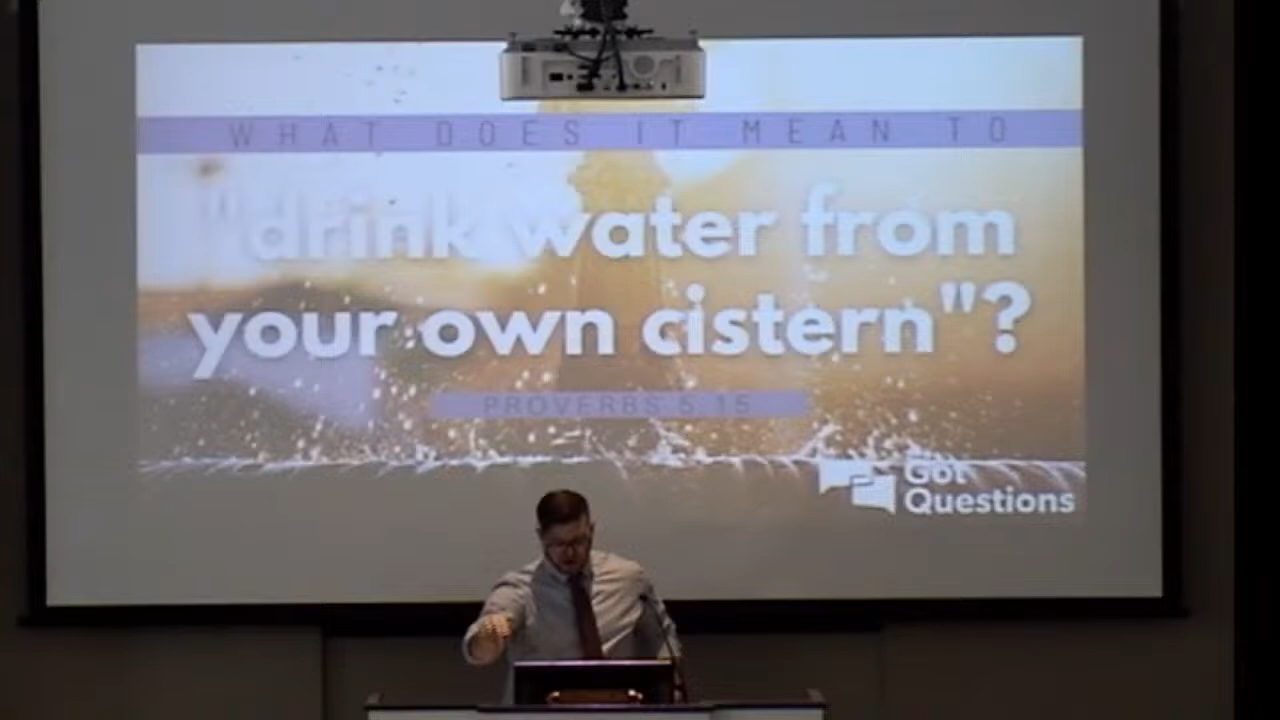 WHAT DOES IT MEAN TO
"drink water from
your own cistern"?
PROVERBS 5:15
Got
Questions